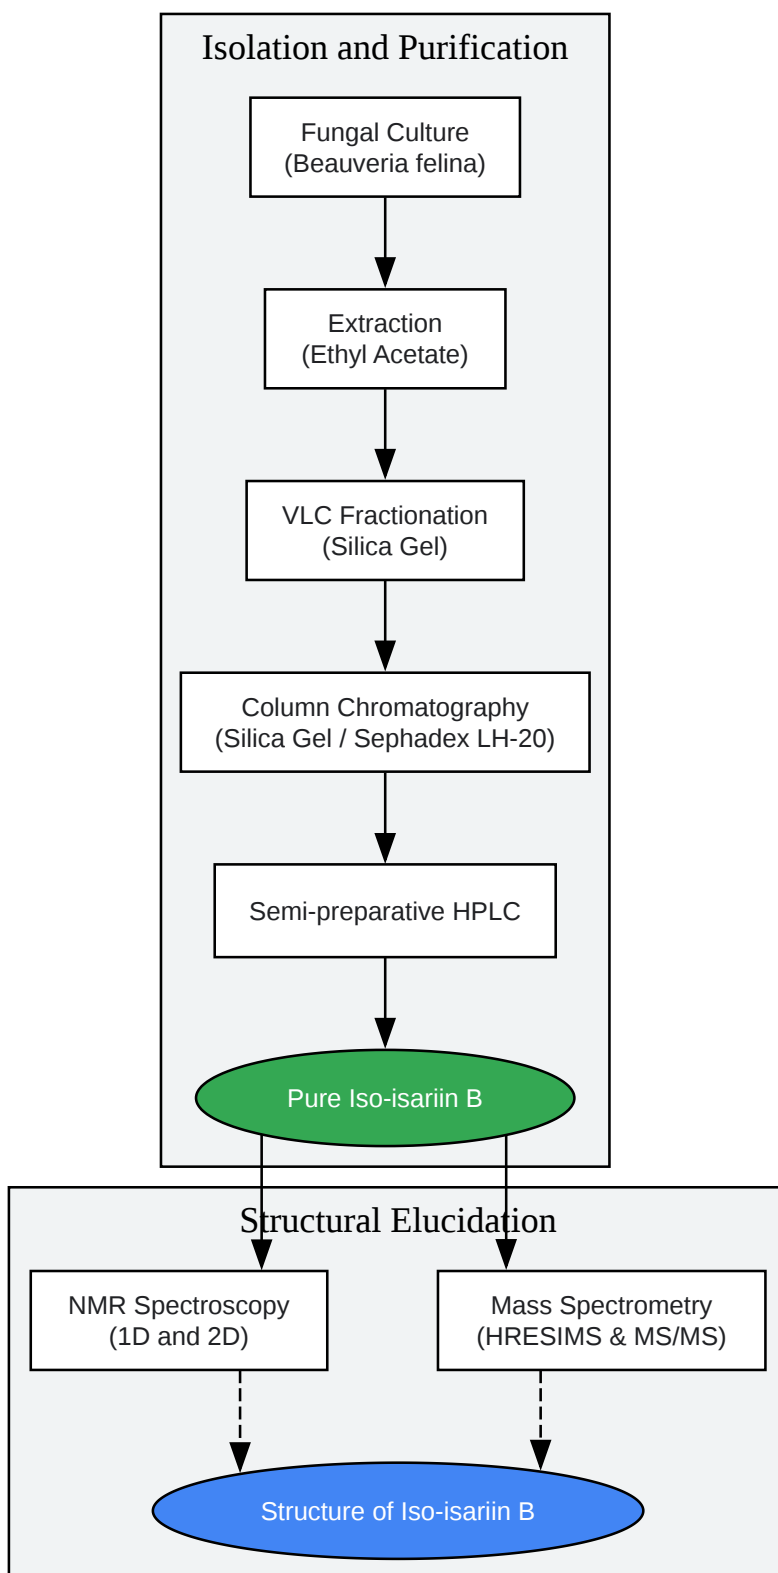 Isolation and Purification
Fungal Culture
(Beauveria felina)
Extraction
(Ethyl Acetate)
VLC Fractionation
(Silica Gel)
Column Chromatography
(Silica Gel / Sephadex LH-20)
Semi-preparative HPLC
Pure Iso-isariin B
Structural Elucidation
NMR Spectroscopy
(1D and 2D)
Mass Spectrometry
(HRESIMS & MS/MS)
Structure of Iso-isariin B